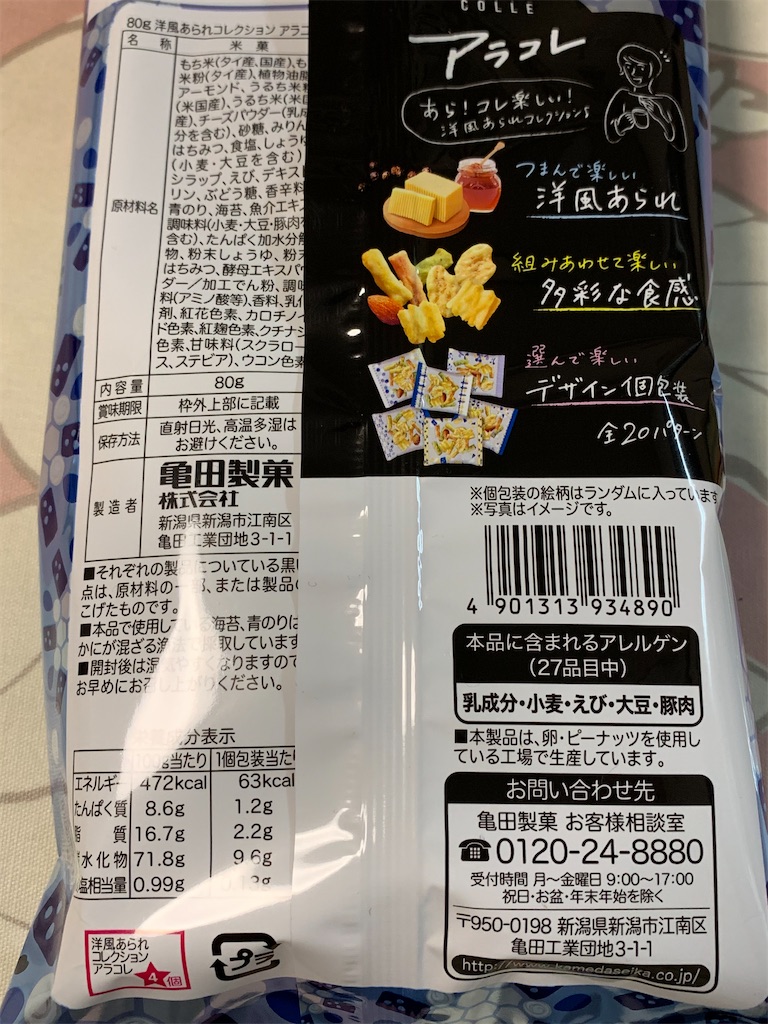 80g 洋風あられコレクション アラコ
名 称 米 菓
原材料名
もち米(タイ産、国産)、も
米粉(タイ産)、植物油脂
アーモンド、うるち米粉
(米国産)、うるち米(米国
産)、チーズパウダー(乳成
分を含む)、砂糖、みりん
はちみつ、食塩、しょうゆ
(小麦・大豆を含む)
シラップ、えび、デキスト
リン、ぶどう糖、香辛料
青のり、海苔、魚介エキス
調味料(小麦・大豆・豚肉を
含む)、たんぱく加水分解
物、粉末しょうゆ、粉末
はちみつ、酵母エキスパウ
ダー/加工でん粉、調味
料(アミノ酸等)、香料、乳化
剤、紅花色素、カロチノイ
ド色素、紅麹色素、クチナシ
色素、甘味料(スクラロー
ス、ステビア)、ウコン色素
内容量 80g
賞味期限 枠外上部に記載
保存方法 直射日光、高温多湿は
お避けください。
製造者 亀田製菓
株式会社
新潟県新潟市江南区
亀田工業団地3-1-1
■それぞれの製品についている黒い
点は、原材料の一部、または製品の
こげたものです。
■本品で使用している海苔、青のりは
かにが混ざる漁法で採取しています
■開封後は湿気やすくなりますので
お早めにお召し上がりください。
成分表示
100g当たり 1個包装当たり
エネルギー 472kcal 63kcal
たんぱく質 8.6g 1.2g
脂 質 16.7g 2.2g
水化物 71.8g 9.6g
塩相当量 0.99g 0.13g
洋風あられ
コレクション
アラコレ
4個
プラ
COLLE
アラコレ
あら!コレ楽しい!
洋風あられコレクション♪
つまんで楽しい
洋風あられ
組みあわせて楽しい
多彩な食感
選んで楽しい
デザイン個包装
全20パターン
※個包装の絵柄はランダムに入っています
※写真はイメージです。
4 901313 934890
本品に含まれるアレルゲン
(27品目中)
乳成分・小麦・えび・大豆・豚肉
■本製品は、卵・ピーナッツを使用し
ている工場で生産しています。
お問い合わせ先
亀田製菓 お客様相談室
☎0120-24-8880
受付時間 月〜金曜日 9:00〜17:00
祝日・お盆・年末年始を除く
〒950-0198 新潟県新潟市江南区
亀田工業団地3-1-1
http://www.kamedaseika.co.jp/